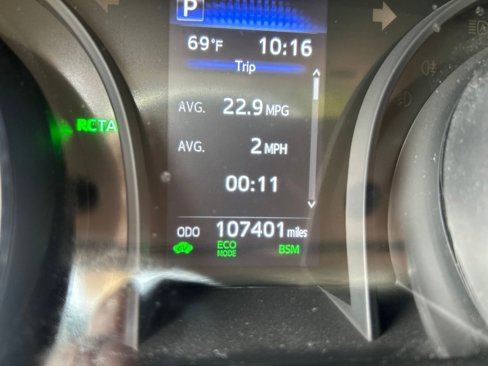 P
69°F 10:16
Trip
AVG. 22.9 MPG
RCTA
AVG. 2 MPH
00:11
ODO 107401 miles
EV ECO MODE BSM